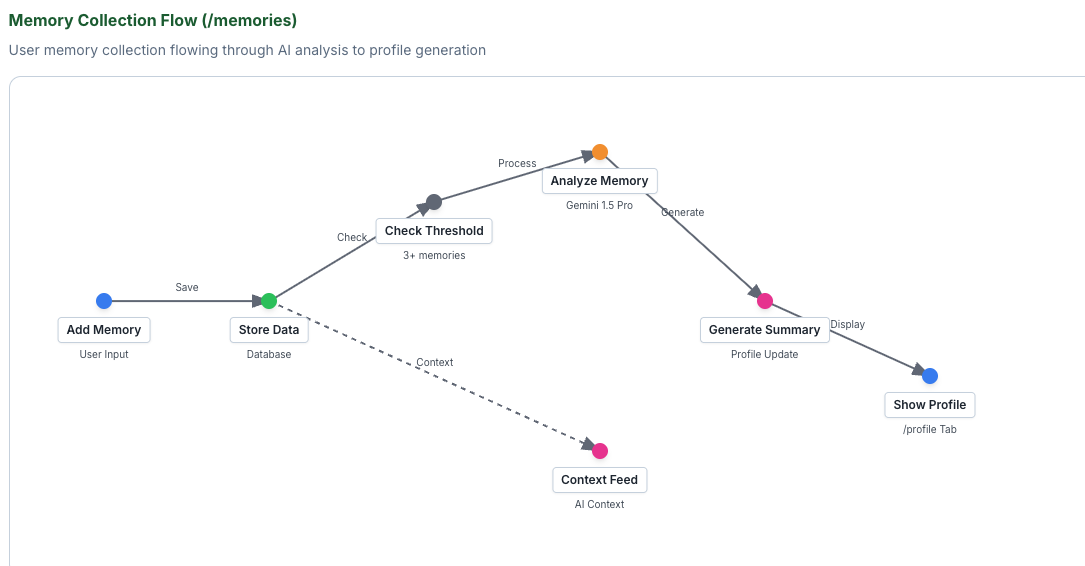 Memory Collection Flow (/memories)
User memory collection flowing through AI analysis to profile generation
Process
Analyze Memory
Gemini 1.5 Pro
Generate
Check
Check Threshold
3+ memories
Save
Add Memory
User Input
Store Data
Database
Context
Generate Summary
Profile Update
Display
Show Profile
/profile Tab
Context Feed
AI Context